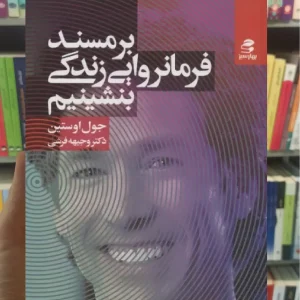 بر مسند
فرمانروایی زندگی
بنشینیم
جول اوستین
دکتر وجیهه فرشی